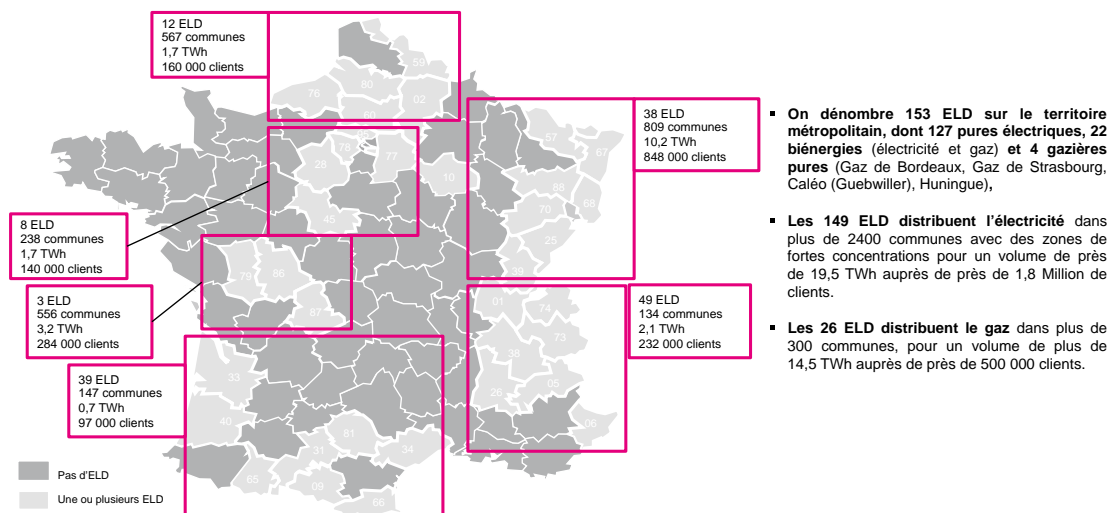 12 ELD
567 communes
1,7 TWh
160 000 clients
59
80
76
02
60
38 ELD
809 communes
10,2 TWh
848 000 clients
57
67
88
68
70
25
39
78
77
28
10
45
8 ELD
238 communes
1,7 TWh
140 000 clients
79
86
87
3 ELD
556 communes
3,2 TWh
284 000 clients
01
74
73
38
05
26
06
49 ELD
134 communes
2,1 TWh
232 000 clients
39 ELD
147 communes
0,7 TWh
97 000 clients
33
40
81
31
34
65
09
66
Pas d'ELD
Une ou plusieurs ELD
▪ On dénombre 153 ELD sur le territoire
métropolitain, dont 127 pures électriques, 22
biénergies (électricité et gaz) et 4 gazières
pures (Gaz de Bordeaux, Gaz de Strasbourg,
Caléo (Guebwiller), Huningue),
▪ Les 149 ELD distribuent l'électricité dans
plus de 2400 communes avec des zones de
fortes concentrations pour un volume de près
de 19,5 TWh auprès de près de 1,8 Million de
clients.
▪ Les 26 ELD distribuent le gaz dans plus de
300 communes, pour un volume de plus de
14,5 TWh auprès de près de 500 000 clients.